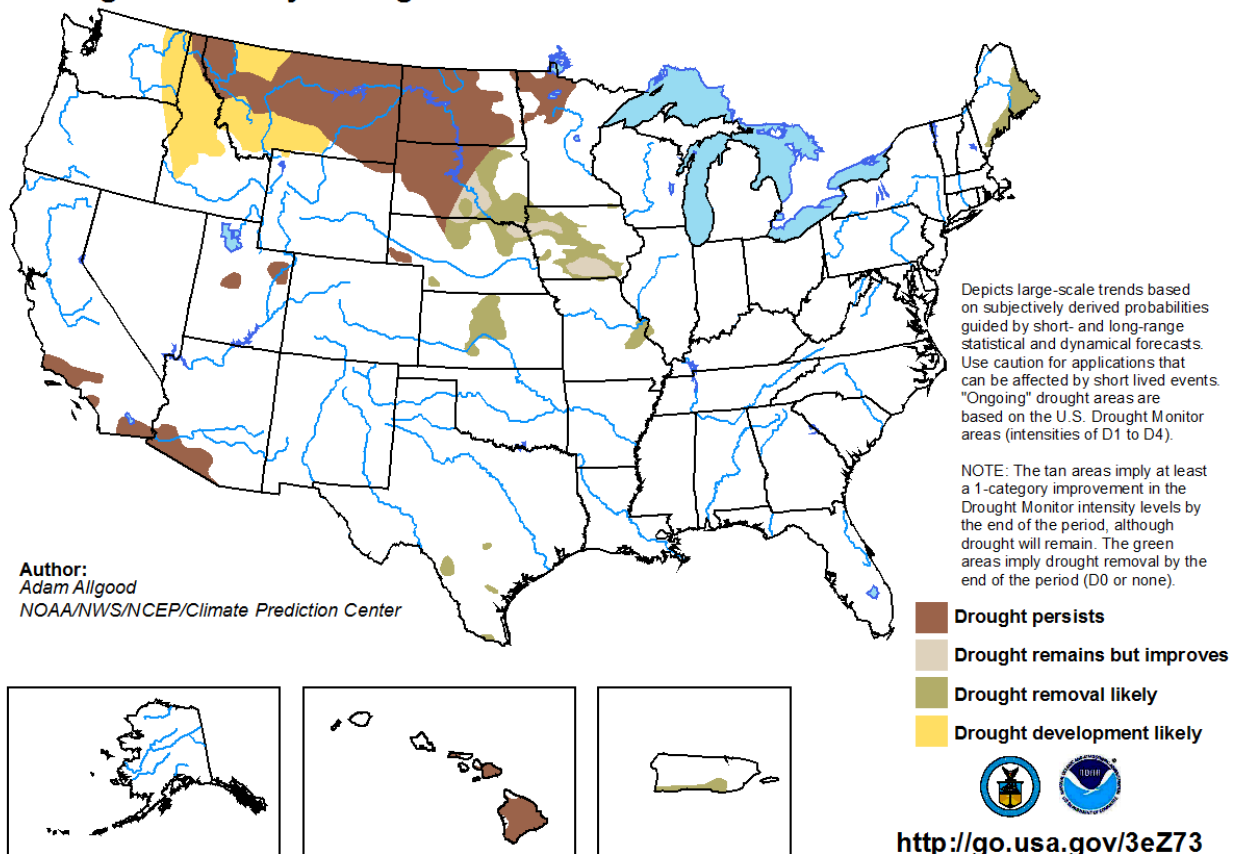 Depicts large-scale trends based
on subjectively derived probabilities
guided by short- and long-range
statistical and dynamical forecasts.
Use caution for applications that
can be affected by short lived events.
"Ongoing" drought areas are
based on the U.S. Drought Monitor
areas (intensities of D1 to D4).
NOTE: The tan areas imply at least
a 1-category improvement in the
Drought Monitor intensity levels by
the end of the period, although
drought will remain. The green
areas imply drought removal by the
end of the period (D0 or none).
Author:
Adam Allgood
NOAA/NWS/NCEP/Climate Prediction Center
Drought persists
Drought remains but improves
Drought removal likely
Drought development likely
http://go.usa.gov/3eZ73